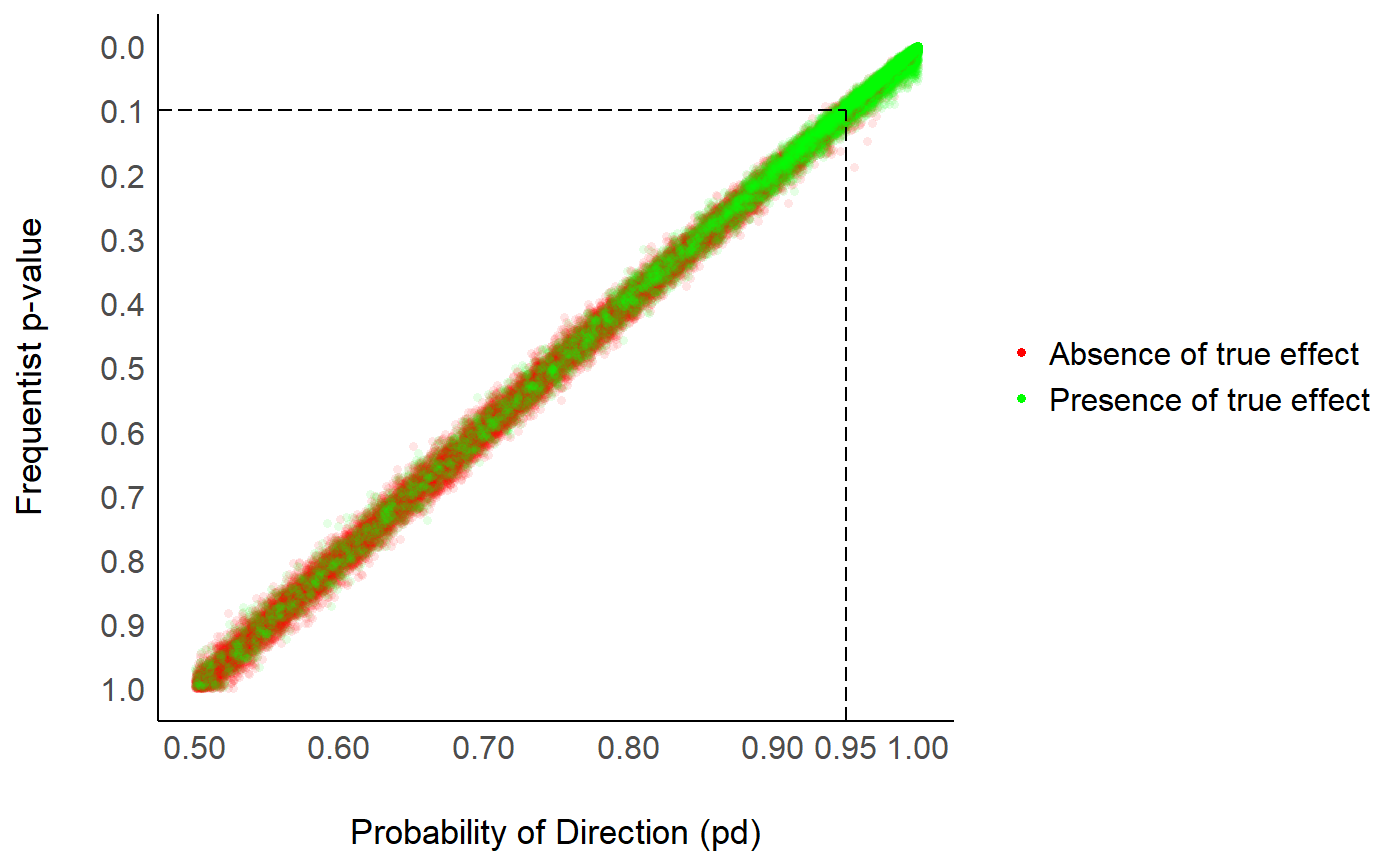 Frequentist p-value
0.0
0.1
0.2
0.3
0.4
0.5
0.6
0.7
0.8
0.9
1.0
0.50 0.60 0.70 0.80 0.90 0.95 1.00
Probability of Direction (pd)
Absence of true effect
Presence of true effect